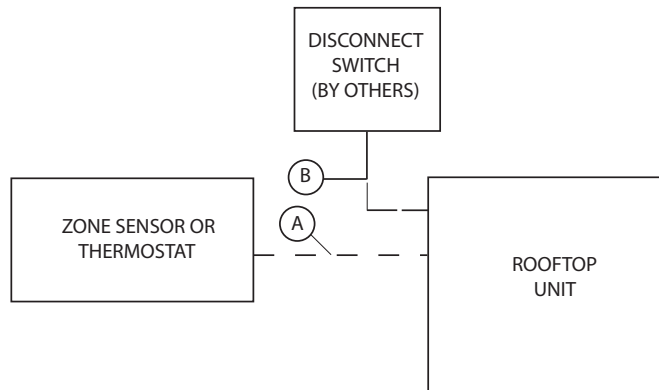 DISCONNECT
SWITCH
(BY OTHERS)
B
ZONE SENSOR OR
THERMOSTAT
A
ROOFTOP
UNIT